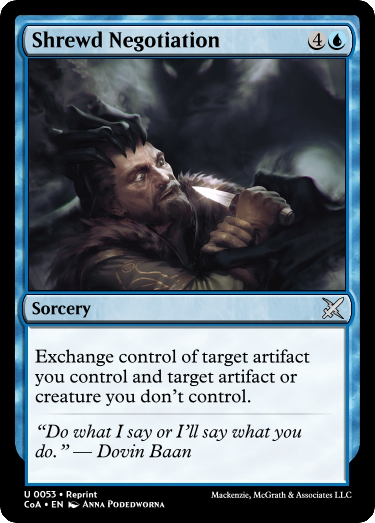 Shrewd Negotiation 4
Sorcery
Exchange control of target artifact
you control and target artifact or
creature you don't control.
“Do what I say or I'll say what you
do.” — Dovin Baan
U 0053 • Reprint
CoA • EN Anna Podedworna
Mackenzie, McGrath & Associates LLC